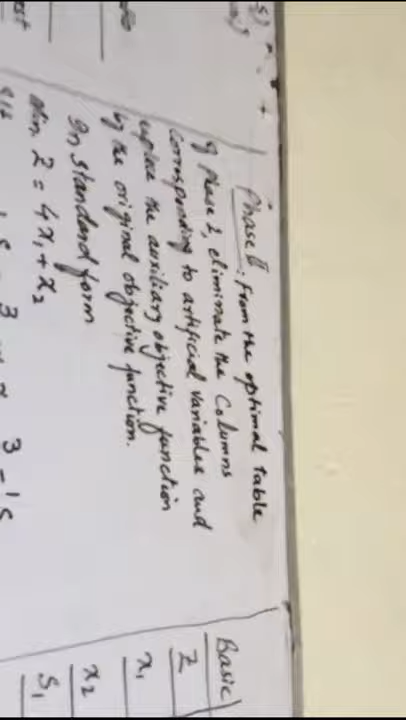 Phase II. From the optimal table
of Phase 2, eliminate the Columns
corresponding to artificial variables and
replace the auxiliary objective function
by the original objective function.
In standard form
Min Z = 4x₁ + x₂
Basic
Z
x₁
x₂
S₁